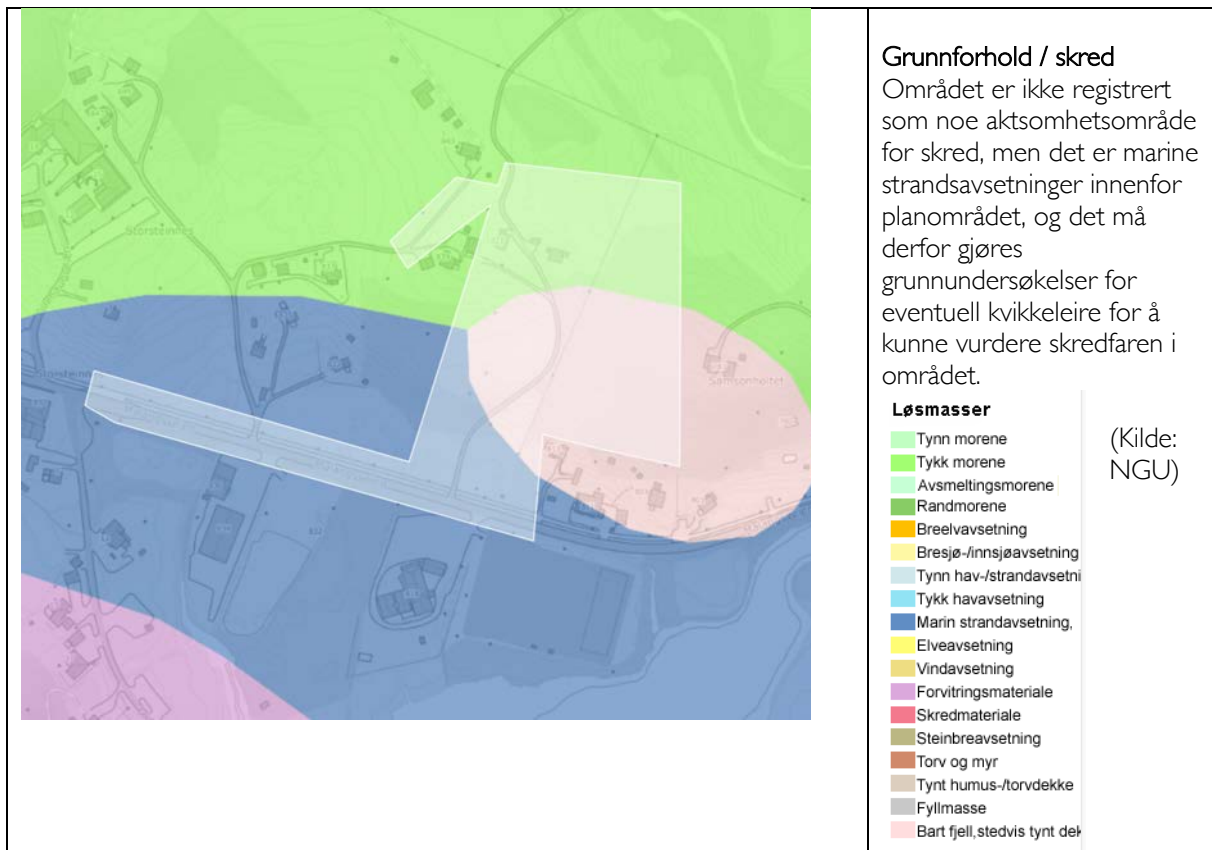 Grunnforhold / skred
Området er ikke registrert
som noe aktsomhetsområde
for skred, men det er marine
strandsavsetninger innenfor
planområdet, og det må
derfor gjøres
grunnundersøkelser for
eventuell kvikkleire for å
kunne vurdere skredfaren i
området.
Løsmasser
(Kilde:
NGU)
Tynn morene
Tykk morene
Avsmeltingsmorene
Randmorene
Breelvavsetning
Bresjø-/innsjøavsetning
Tynn hav-/strandavsetni
Tykk havavsetning
Marin strandavsetning,
Elveavsetning
Vindavsetning
Forvitringsmateriale
Skredmateriale
Steinbreavsetning
Torv og myr
Tynt humus-/torvdekke
Fyllmasse
Bart fjell,stedvis tynt dek
Storsteinnes